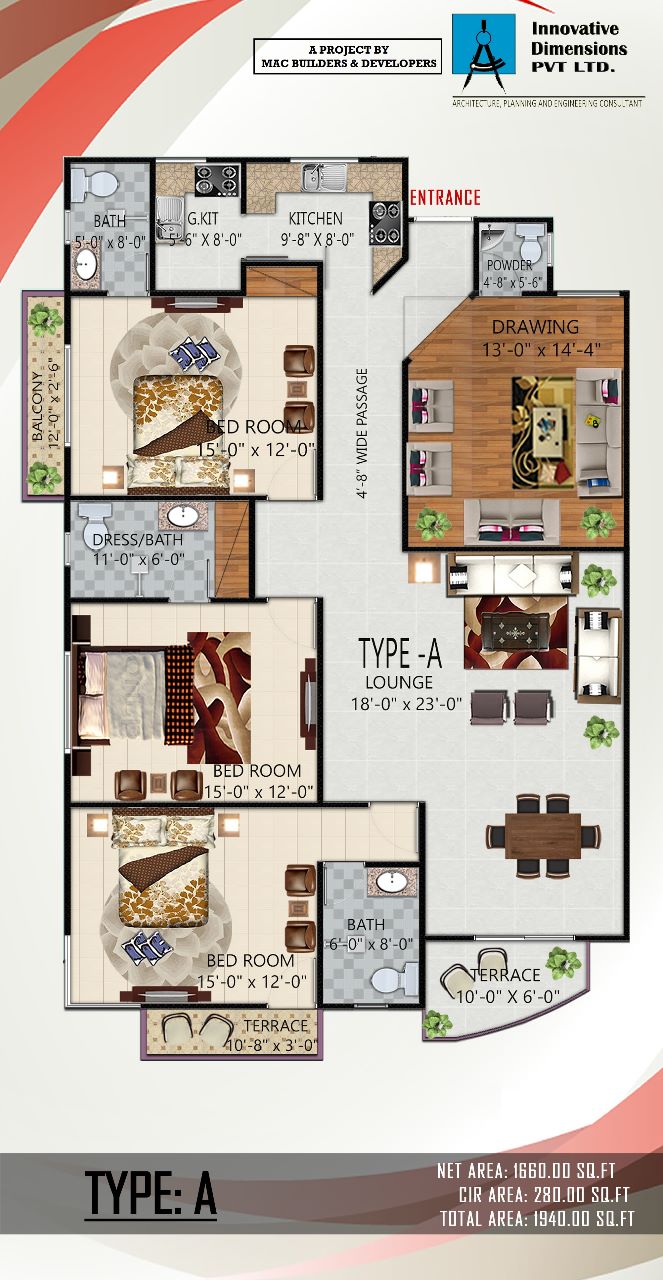 A PROJECT BY
MAC BUILDERS & DEVELOPERS
Innovative
Dimensions
PVT LTD.
ARCHITECTURE, PLANNING AND ENGINEERING CONSULTANT
ENTRANCE
BATH
5'-0" x 8'-0"
G.KIT
5'-6" X 8'-0"
KITCHEN
9'-8" X 8'-0"
POWDER
4'-8" x 5'-6"
DRAWING
13'-0" x 14'-4"
BALCONY
12'-0" x 2'-6"
BED ROOM
15'-0" x 12'-0"
4'-8" WIDE PASSAGE
DRESS/BATH
11'-0" x 6'-0"
TYPE -A
LOUNGE
18'-0" x 23'-0"
BED ROOM
15'-0" x 12'-0"
BATH
6'-0" x 8'-0"
BED ROOM
15'-0" x 12'-0"
TERRACE
10'-0" X 6'-0"
TERRACE
10'-8" x 3'-0"
TYPE: A
NET AREA: 1660.00 SQ.FT
CIR AREA: 280.00 SQ.FT
TOTAL AREA: 1940.00 SQ.FT